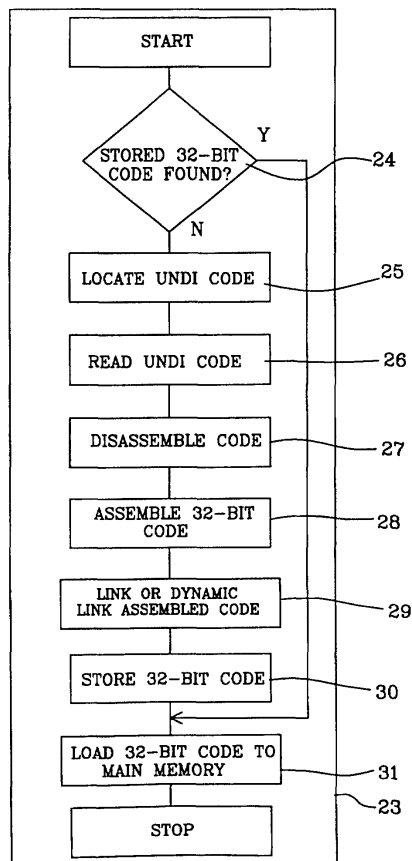 START
Y
STORED 32-BIT
CODE FOUND?
24
N
LOCATE UNDI CODE
25
READ UNDI CODE
26
DISASSEMBLE CODE
27
ASSEMBLE 32-BIT
CODE
28
LINK OR DYNAMIC
LINK ASSEMBLED CODE
29
STORE 32-BIT CODE
30
LOAD 32-BIT CODE TO
MAIN MEMORY
31
23
STOP